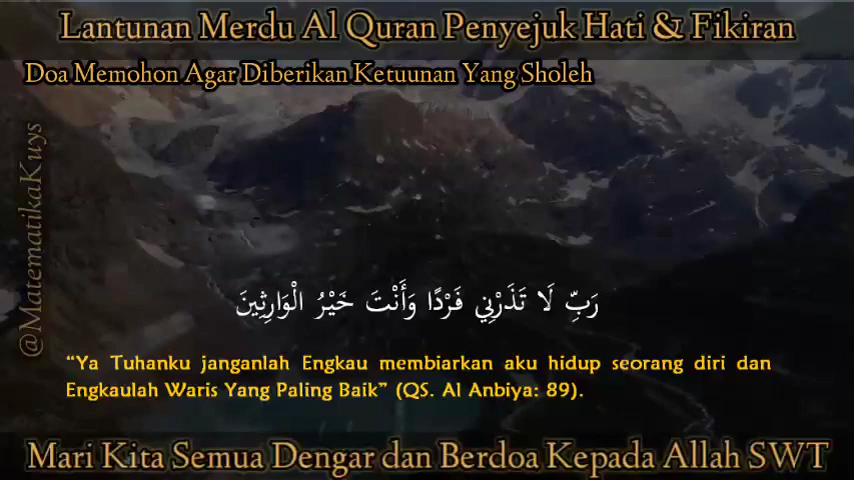 Lantunan Merdu Al Quran Penyejuk Hati & Fikiran
Doa Memohon Agar Diberikan Ketuunan Yang Sholeh
@MatematikaKuys
رَبِّ لَا تَذَرْنِي فَرْدًا وَأَنْتَ خَيْرُ الْوَارِثِينَ
“Ya Tuhanku janganlah Engkau membiarkan aku hidup seorang diri dan
Engkaulah Waris Yang Paling Baik” (QS. Al Anbiya: 89).
Mari Kita Semua Dengar dan Berdoa Kepada Allah SWT